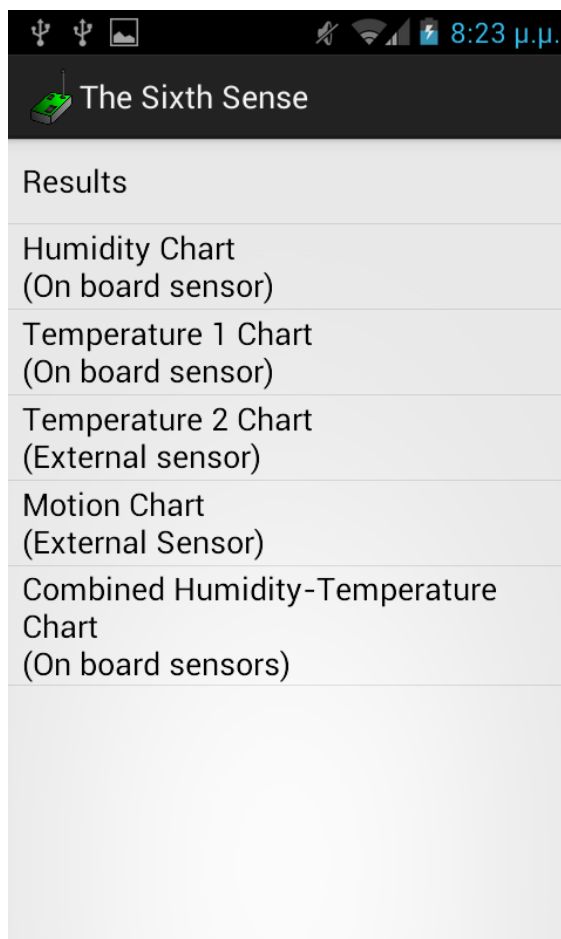 8:23 μ.μ.
The Sixth Sense
Results
Humidity Chart
(On board sensor)
Temperature 1 Chart
(On board sensor)
Temperature 2 Chart
(External sensor)
Motion Chart
(External Sensor)
Combined Humidity-Temperature
Chart
(On board sensors)